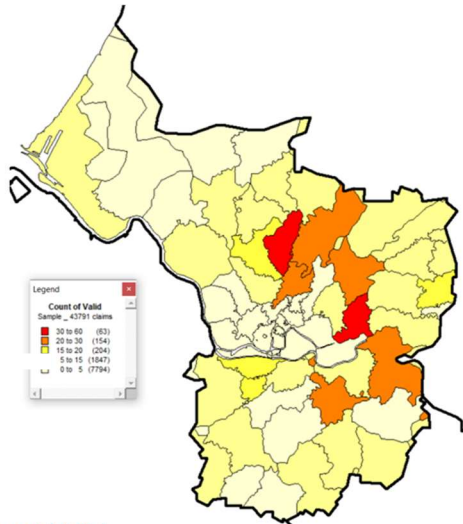 Legend
Count of Valid
Sample _ 43791 claims
30 to 60 (63)
20 to 30 (154)
15 to 20 (204)
5 to 15 (1847)
0 to 5 (7794)